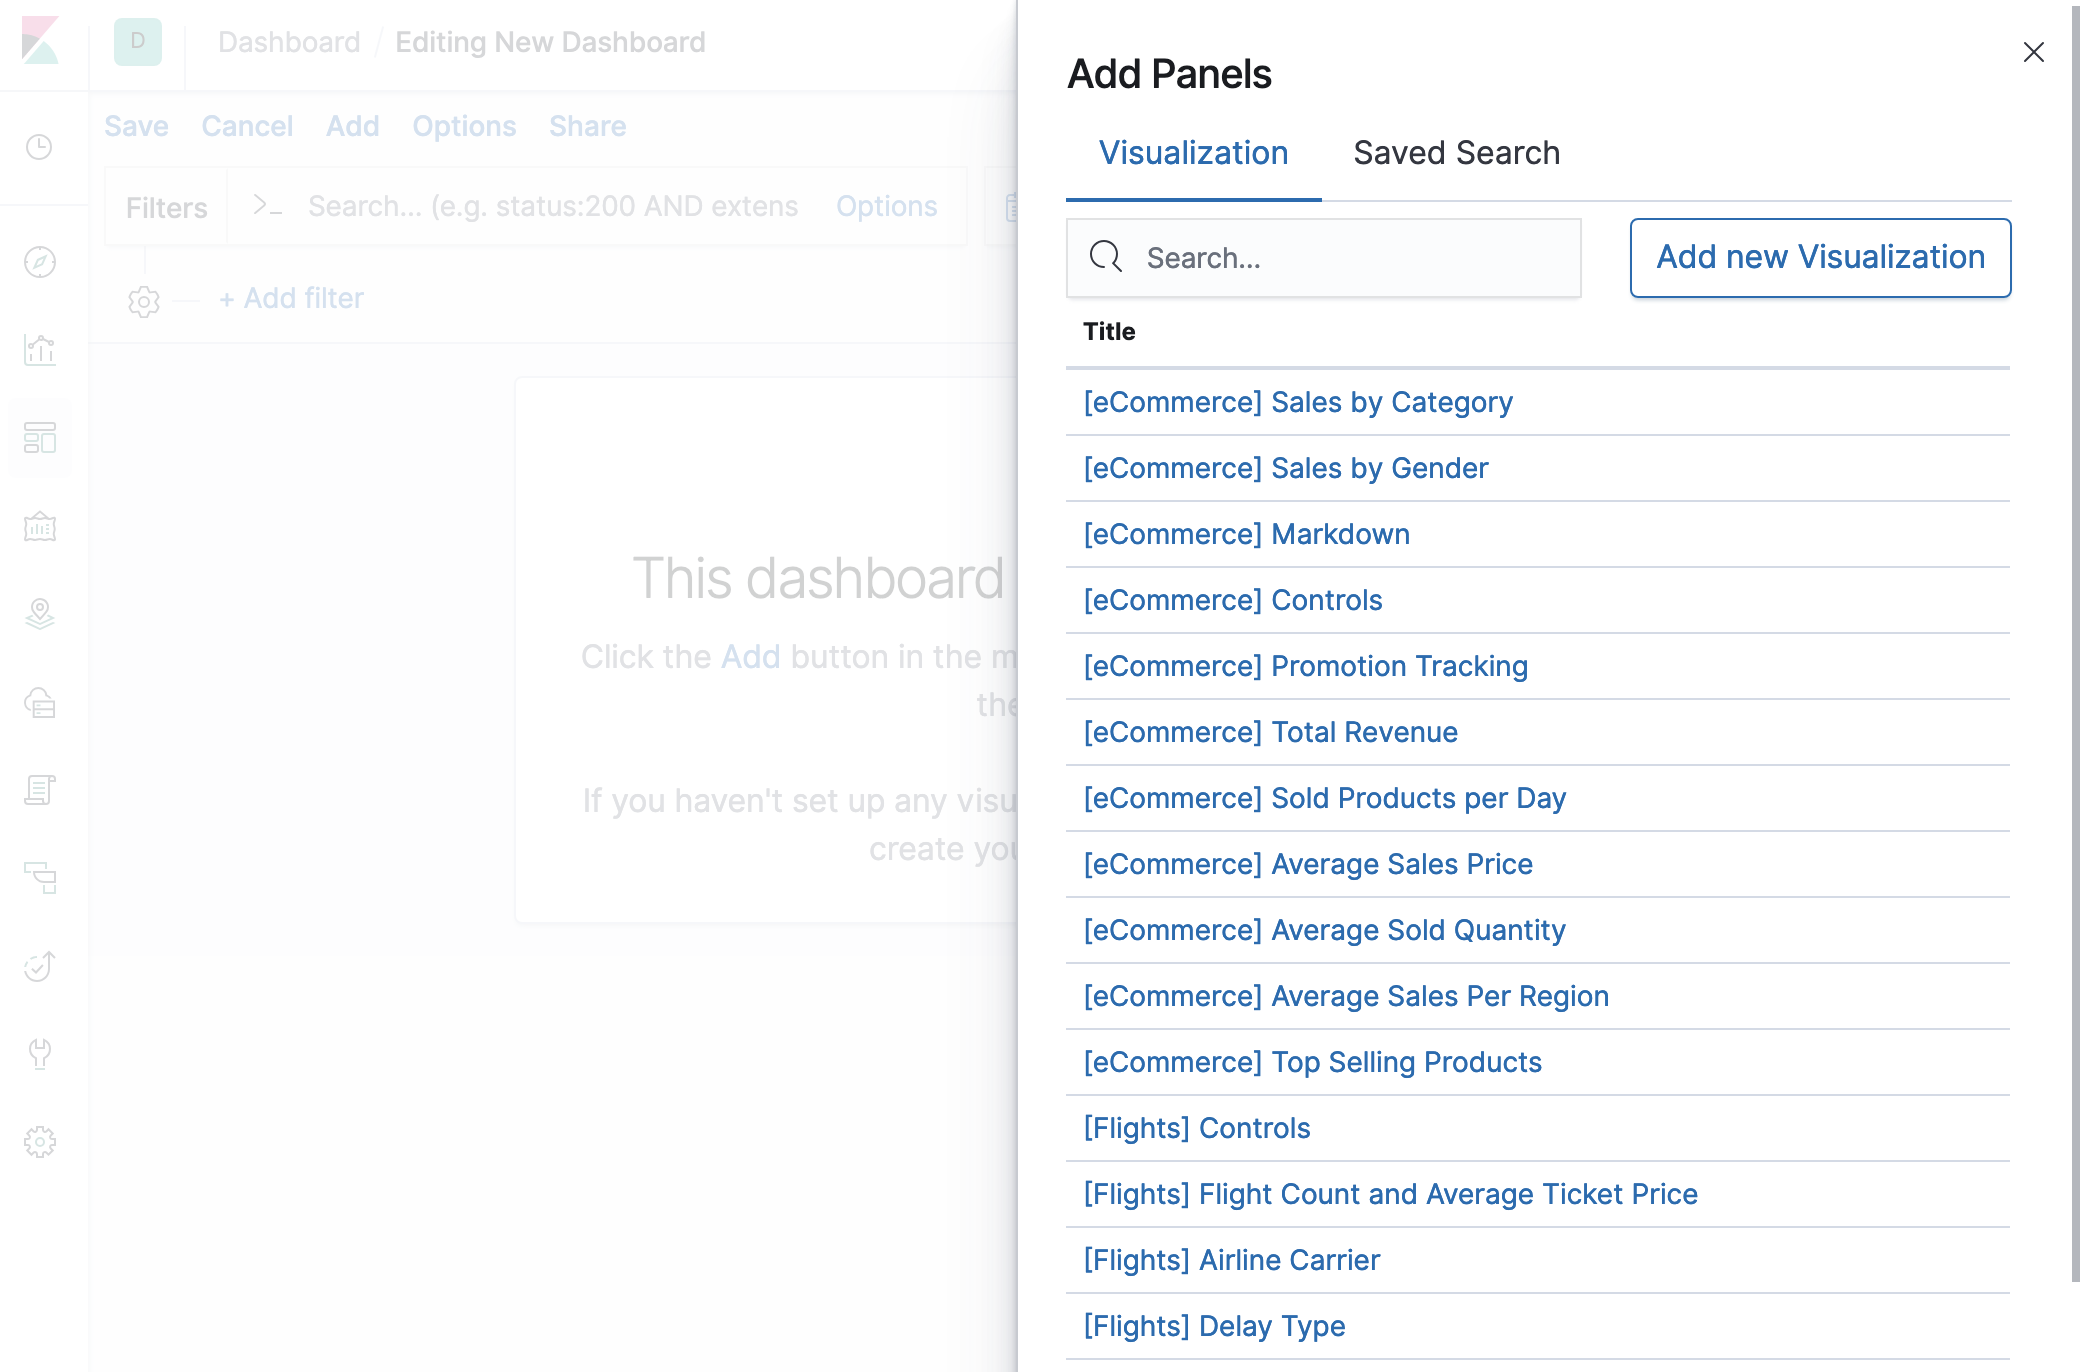 D
Dashboard / Editing New Dashboard
Save Cancel Add Options Share
Filters >_ Search... (e.g. status:200 AND extens Options
+ Add filter
This dashboard
Click the Add button in the m
the
If you haven't set up any visu
create you
Add Panels
Visualization Saved Search
Search... Add new Visualization
Title
[eCommerce] Sales by Category
[eCommerce] Sales by Gender
[eCommerce] Markdown
[eCommerce] Controls
[eCommerce] Promotion Tracking
[eCommerce] Total Revenue
[eCommerce] Sold Products per Day
[eCommerce] Average Sales Price
[eCommerce] Average Sold Quantity
[eCommerce] Average Sales Per Region
[eCommerce] Top Selling Products
[Flights] Controls
[Flights] Flight Count and Average Ticket Price
[Flights] Airline Carrier
[Flights] Delay Type